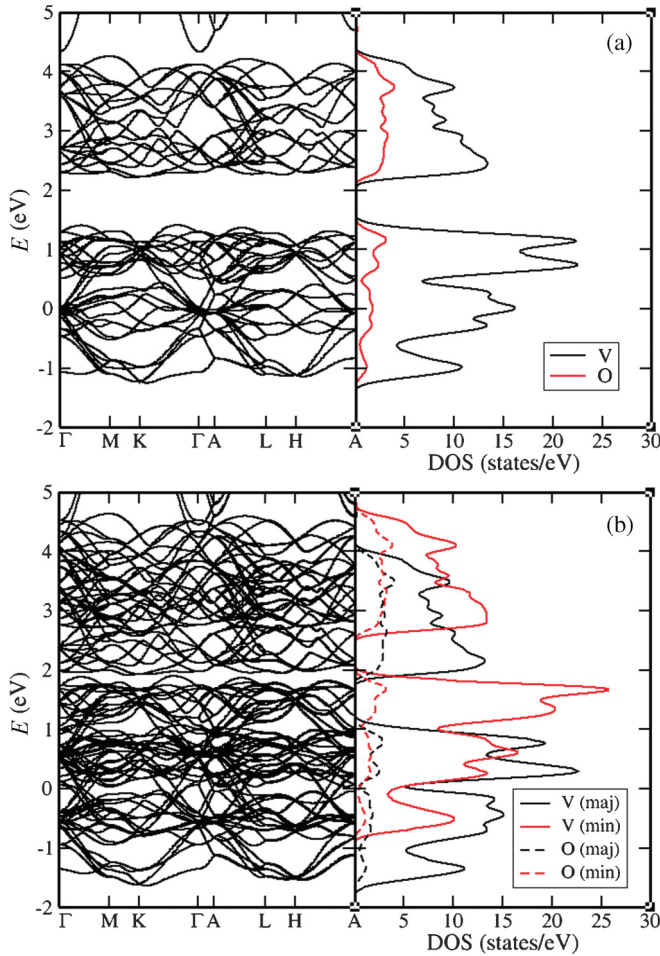 (a)
5
4
3
2
1
0
-1
-2
E (eV)
V
O
Γ M K Γ A L H A
5 10 15 20 25 30
DOS (states/eV)
(b)
5
4
3
2
1
0
-1
-2
E (eV)
V (maj)
V (min)
O (maj)
O (min)
Γ M K Γ A L H A
5 10 15 20 25 30
DOS (states/eV)